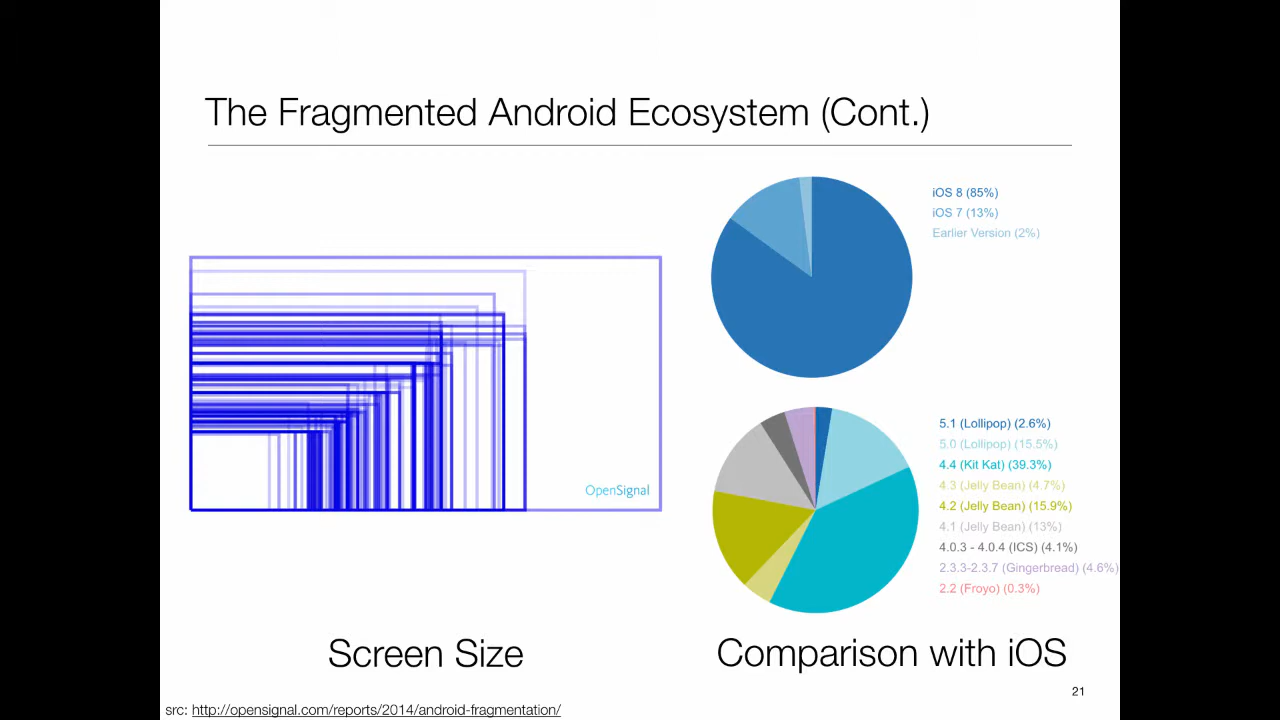 The Fragmented Android Ecosystem (Cont.)
iOS 8 (85%)
iOS 7 (13%)
Earlier Version (2%)
OpenSignal
5.1 (Lollipop) (2.6%)
5.0 (Lollipop) (15.5%)
4.4 (Kit Kat) (39.3%)
4.3 (Jelly Bean) (4.7%)
4.2 (Jelly Bean) (15.9%)
4.1 (Jelly Bean) (13%)
4.0.3 - 4.0.4 (ICS) (4.1%)
2.3.3-2.3.7 (Gingerbread) (4.6%)
2.2 (Froyo) (0.3%)
Screen Size
Comparison with iOS
21
src: http://opensignal.com/reports/2014/android-fragmentation/